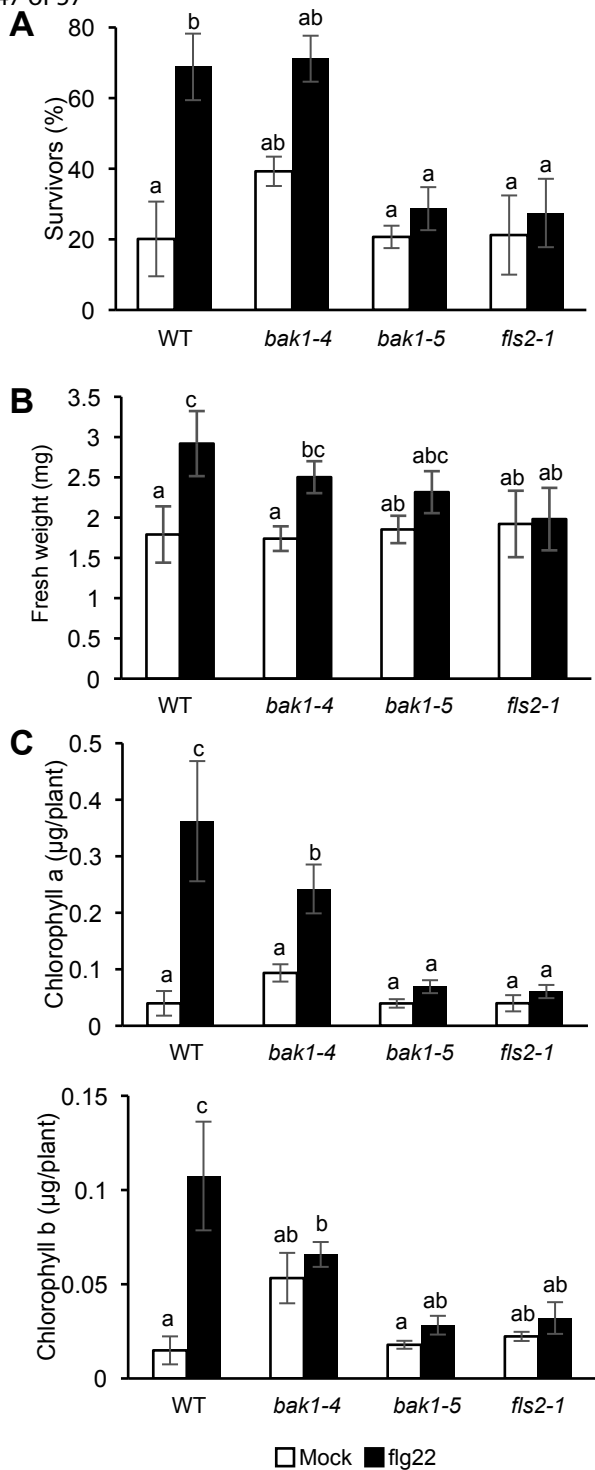 A
80
60
40
20
0
Survivors (%)
a
b
ab
ab
a
a
a
a
WT
bak1-4
bak1-5
fls2-1
B
3.5
3
2.5
2
1.5
1
0.5
0
Fresh weight (mg)
a
c
a
bc
ab
abc
ab
ab
WT
bak1-4
bak1-5
fls2-1
C
0.5
0.4
0.3
0.2
0.1
0
Chlorophyll a (µg/plant)
a
c
a
b
a
a
a
a
WT
bak1-4
bak1-5
fls2-1
0.15
0.1
0.05
0
Chlorophyll b (µg/plant)
a
c
ab
b
a
ab
ab
ab
WT
bak1-4
bak1-5
fls2-1
Mock
flg22